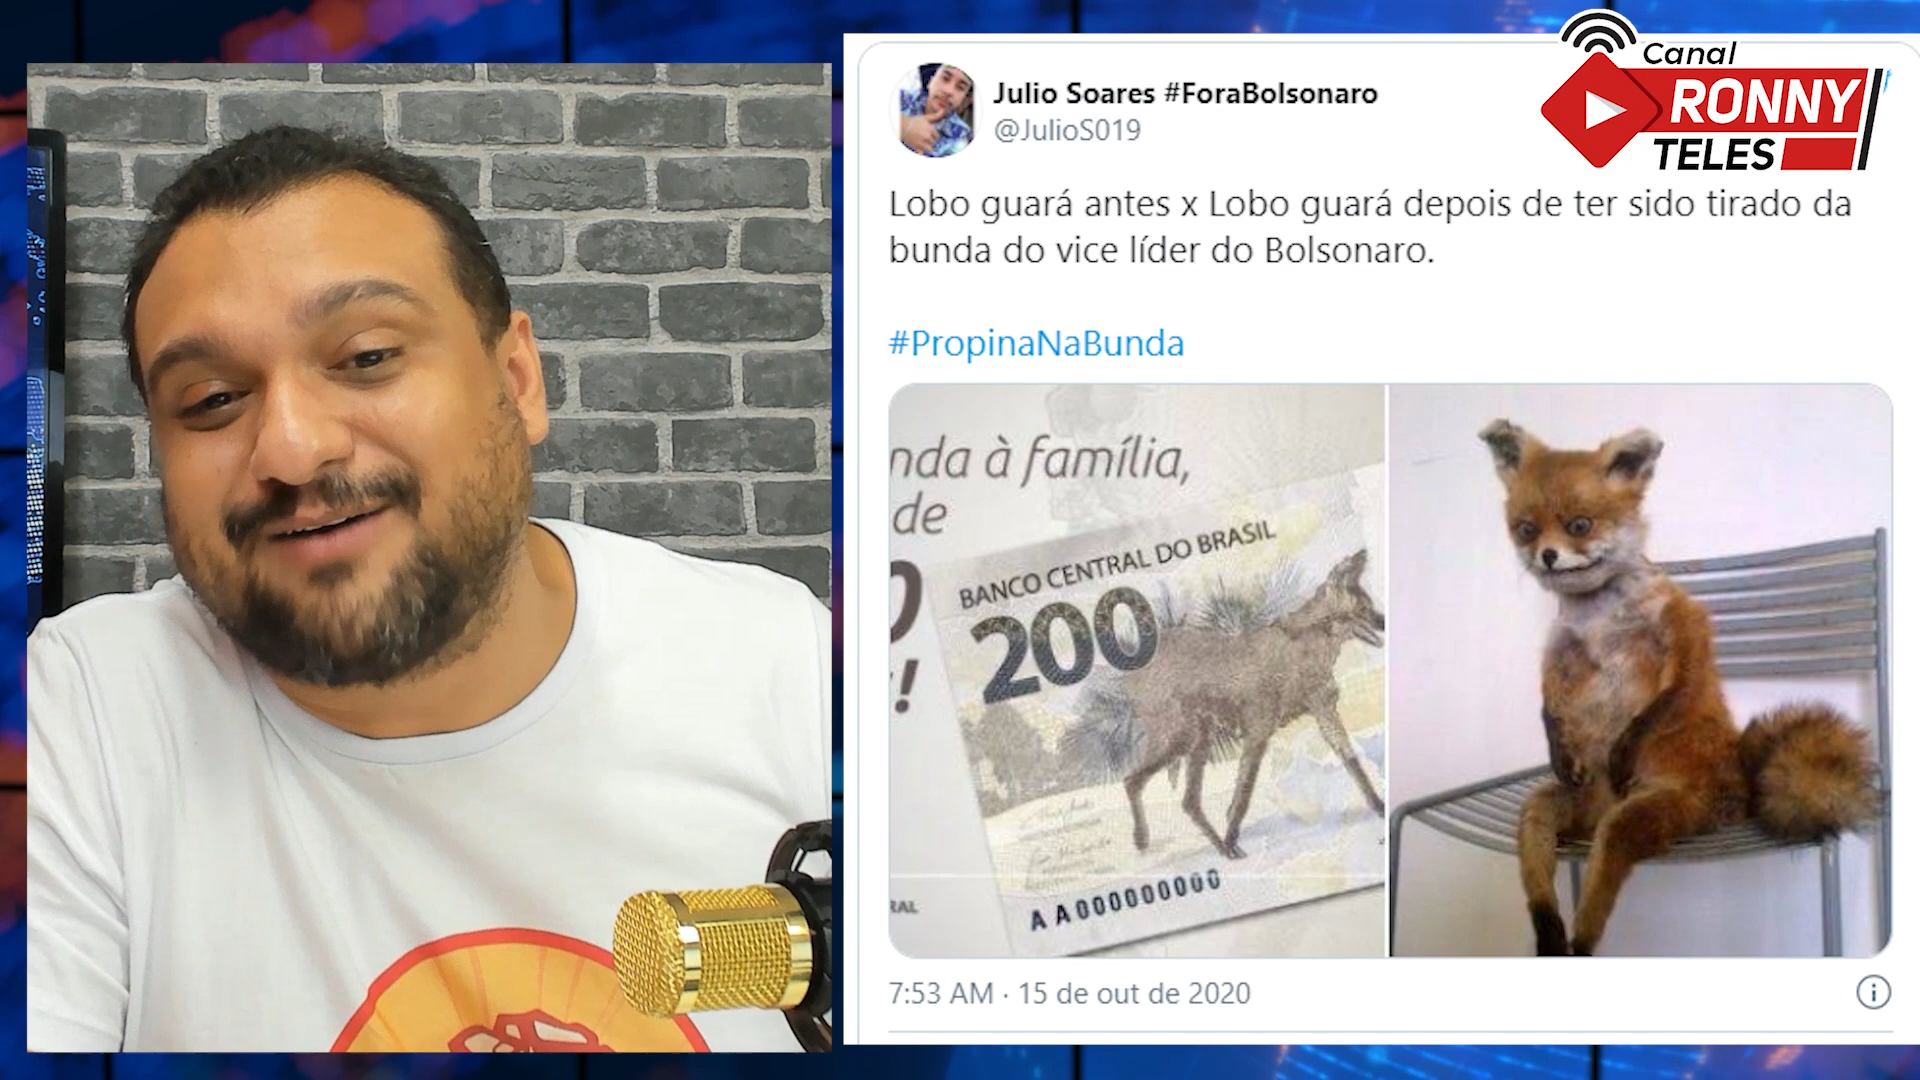 Canal
RONNY
TELES
Julio Soares #ForaBolsonaro
@JulioS019
Lobo guará antes x Lobo guará depois de ter sido tirado da
bunda do vice líder do Bolsonaro.
#PropinaNaBunda
nda à família,
de
!
BANCO CENTRAL DO BRASIL
200
AA000000000
RAL
7:53 AM · 15 de out de 2020